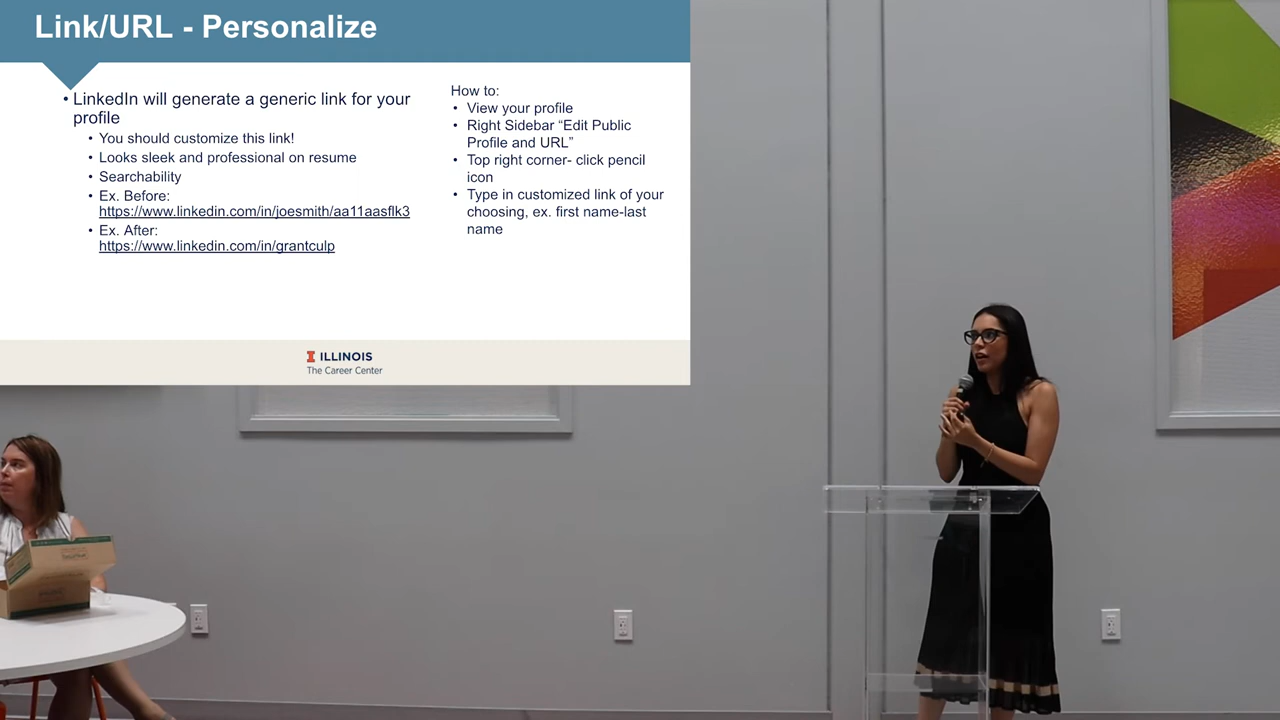 Link/URL - Personalize
• LinkedIn will generate a generic link for your
profile
• You should customize this link!
• Looks sleek and professional on resume
• Searchability
• Ex. Before:
https://www.linkedin.com/in/joesmith/aa11aasflk3
• Ex. After:
https://www.linkedin.com/in/grantculp
How to:
• View your profile
• Right Sidebar “Edit Public
Profile and URL”
• Top right corner- click pencil
icon
• Type in customized link of your
choosing, ex. first name-last
name
I ILLINOIS
The Career Center